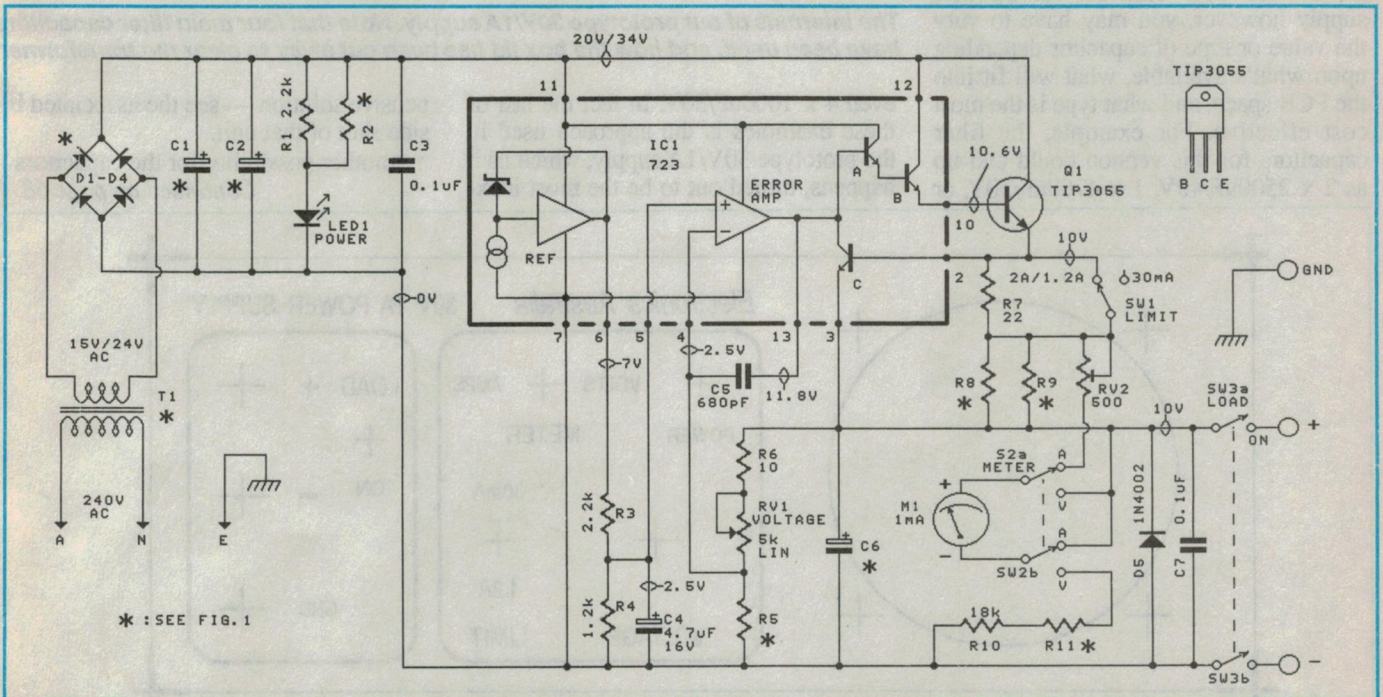 20V/34V
TIP3055
B C E
11
12
R1 2.2k
R2 *
*
D1-D4
C1
*
C2
*
C3
0.1uF
LED1
POWER
0V
IC1
723
ERROR
AMP
REF
A
B
C
10.6V
Q1
TIP3055
10
10V
2
2A/1.2A
30mA
SW1
LIMIT
GND
R7
22
7
6
5
4
13
3
7V
2.5V
C5
680pF
11.8V
R8
*
R9
*
RV2
500
15V/24V
AC
T1
*
240V
AC
A
N
E
R3
2.2k
R4
1.2k
2.5V
C4
4.7uF
16V
R6
10
RV1
VOLTAGE
5k
LIN
R5
*
C6
*
S2a
METER
A
V
M1
1mA
+
-
A
V
SW2b
18k
R10
R11 *
D5 1N4002
10V
C7 0.1uF
SW3a
LOAD
ON
+
-
SW3b
* :SEE FIG.1